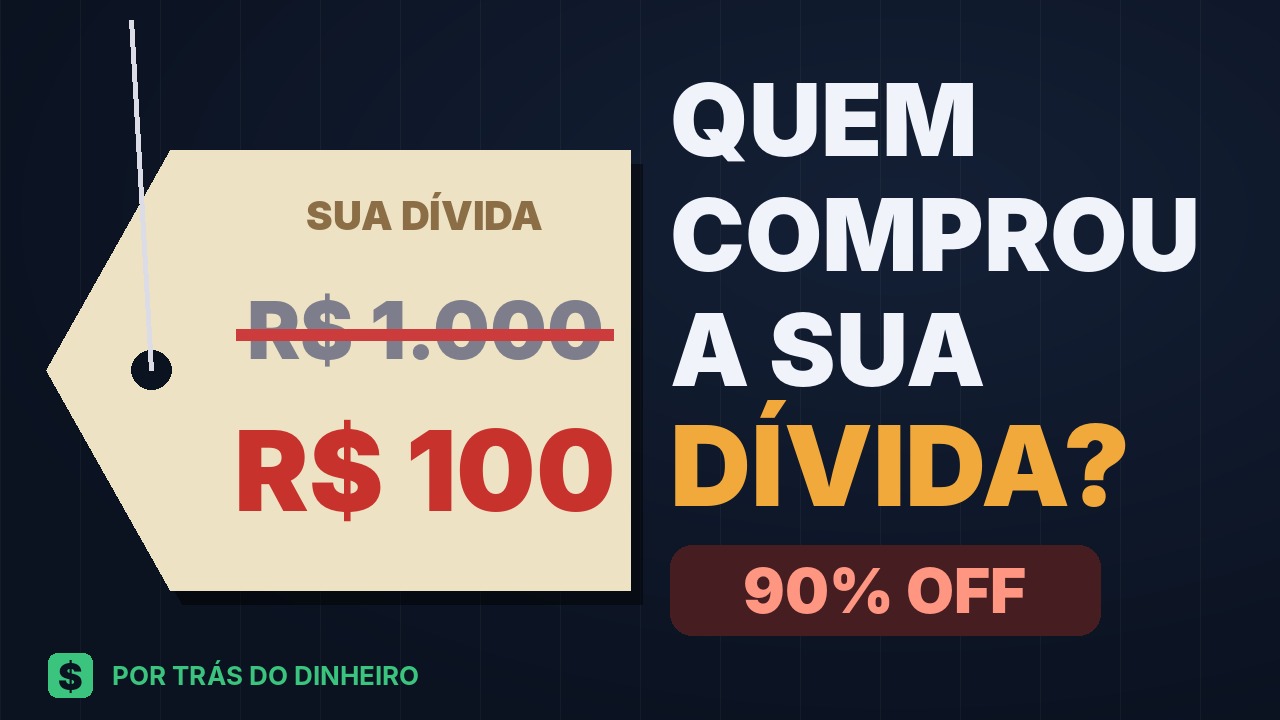 SUA DÍVIDA
R$ 1.000
R$ 100
QUEM
COMPROU
A SUA
DÍVIDA?
90% OFF
$ POR TRÁS DO DINHEIRO